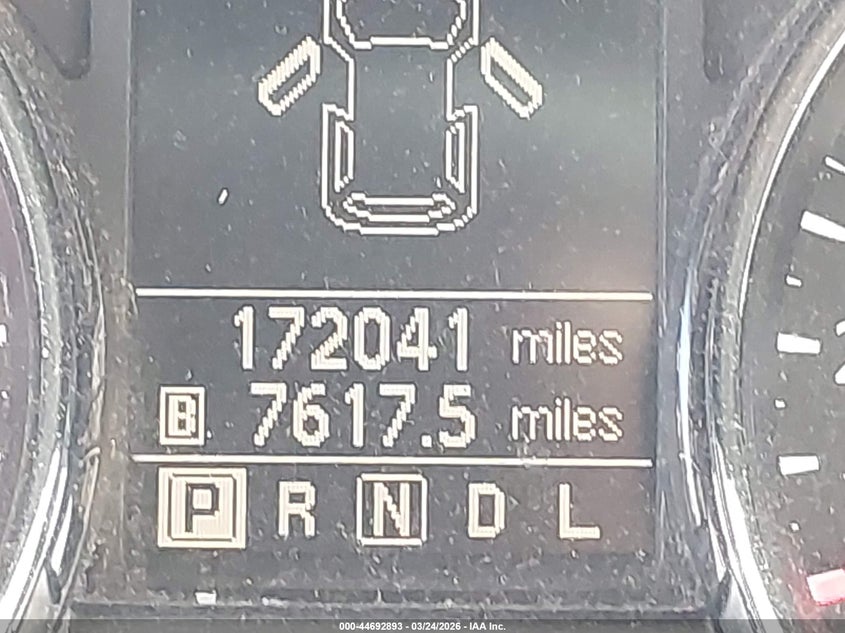 172041 miles
B 7617.5 miles
P R N D L
000-44692893 - 03/24/2026 - IAA Inc.